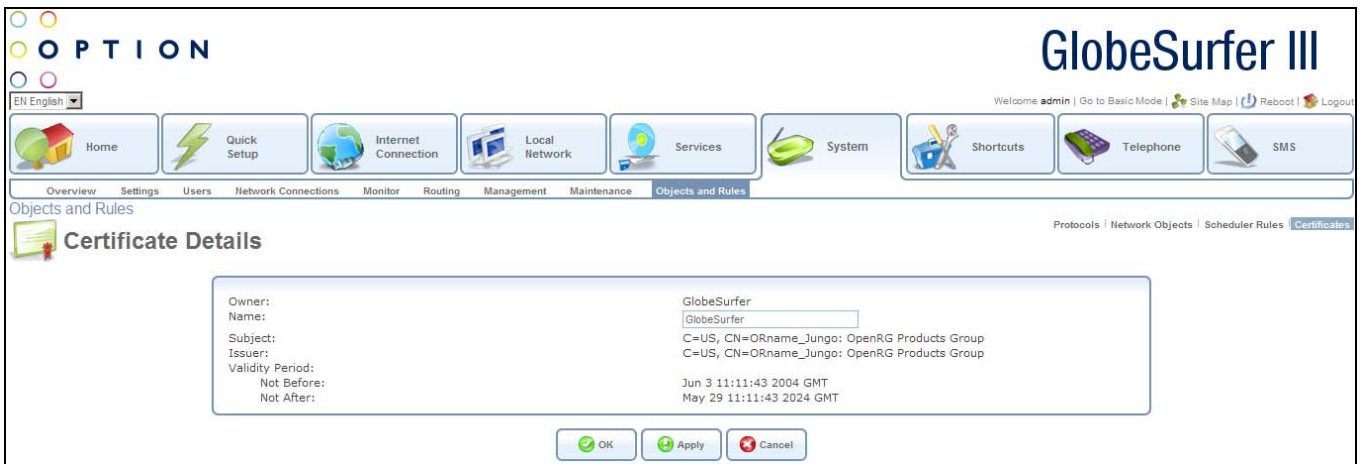 OPTION
GlobeSurfer III
EN English
Welcome admin | Go to Basic Mode | Site Map | Reboot | Logout
Home
Quick Setup
Internet Connection
Local Network
Services
System
Shortcuts
Telephone
SMS
Overview Settings Users Network Connections Monitor Routing Management Maintenance Objects and Rules
Objects and Rules
Protocols | Network Objects | Scheduler Rules | Certificates
Certificate Details
Owner: GlobeSurfer
Name: GlobeSurfer
Subject: C=US, CN=ORname_Jungo: OpenRG Products Group
Issuer: C=US, CN=ORname_Jungo: OpenRG Products Group
Validity Period:
Not Before: Jun 3 11:11:43 2004 GMT
Not After: May 29 11:11:43 2024 GMT
OK Apply Cancel